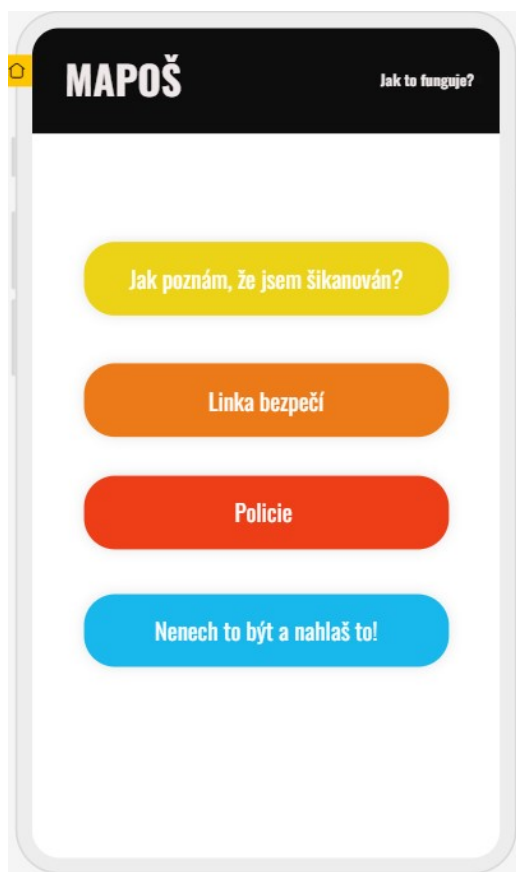 MAPOŠ
Jak to funguje?
Jak poznám, že jsem šikanován?
Linka bezpečí
Policie
Nenech to být a nahlaš to!